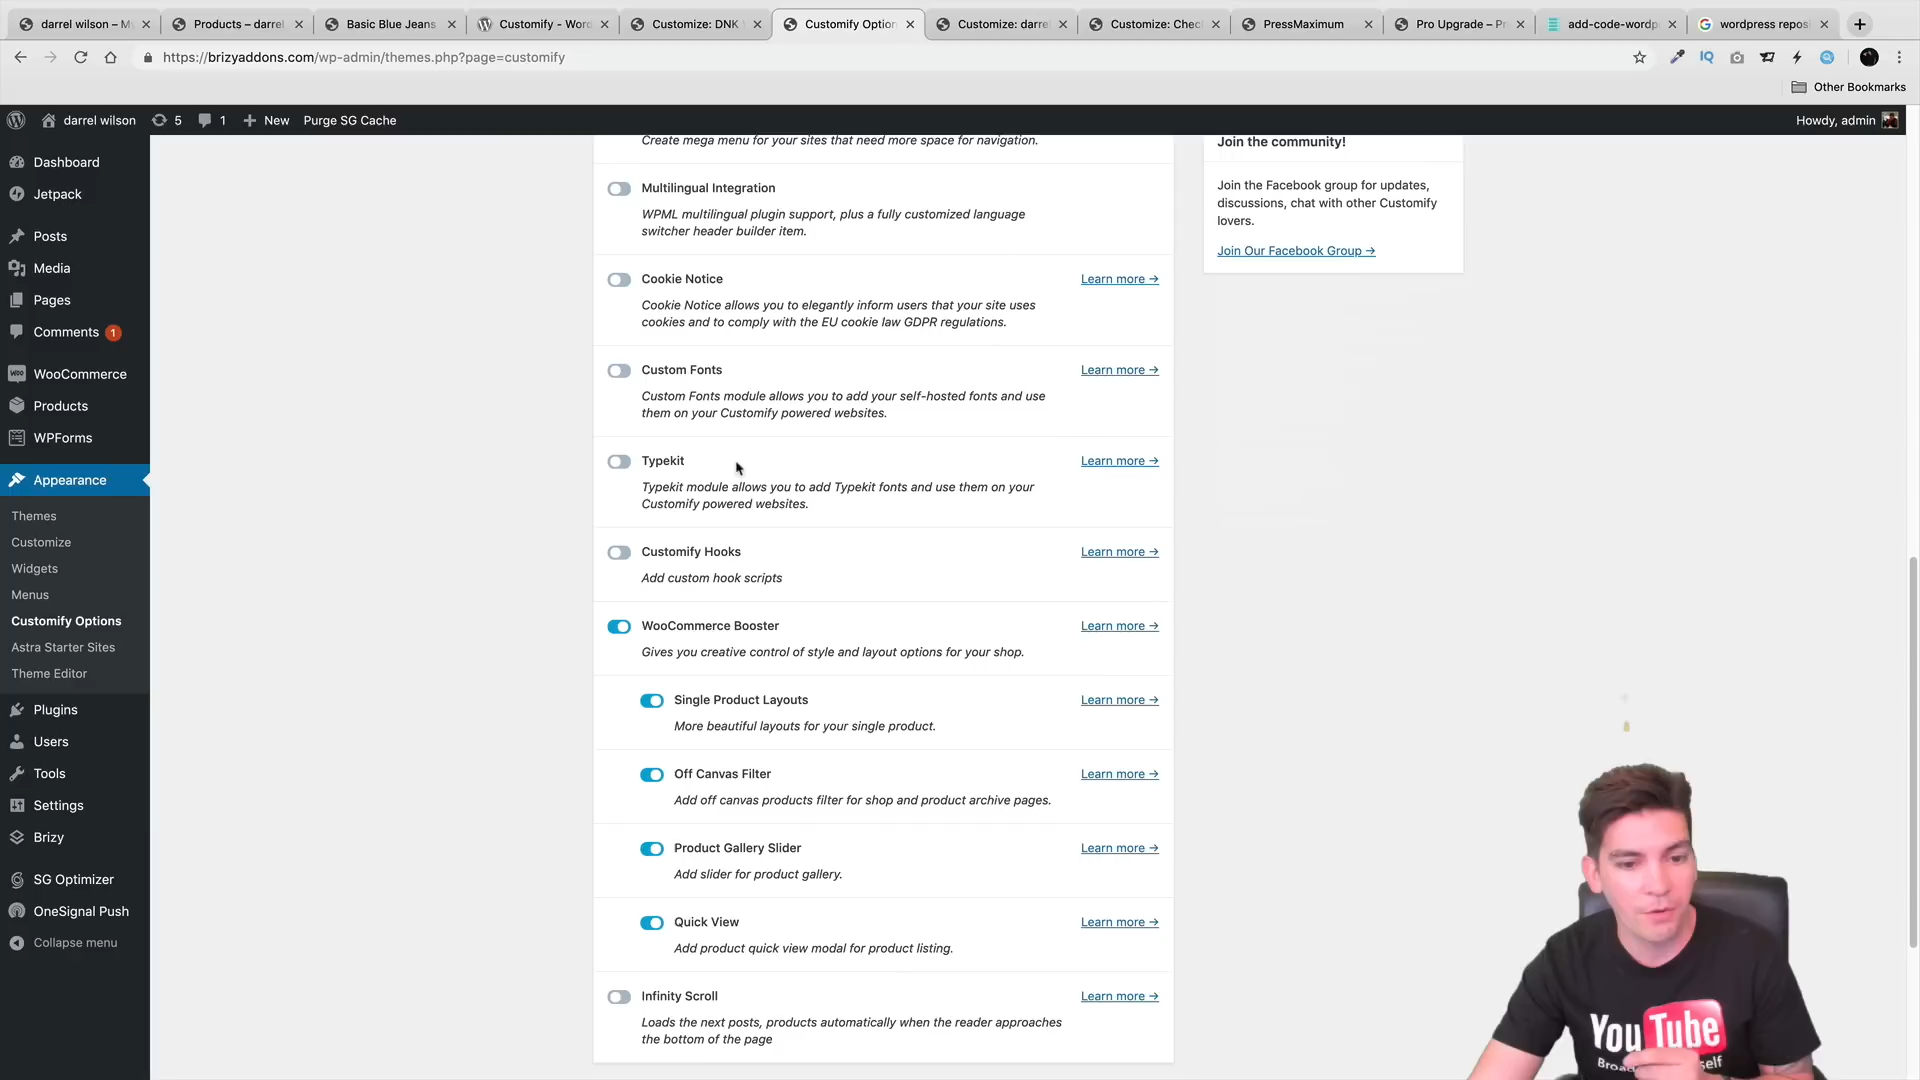 darrel wilson – My
Products – darrel
Basic Blue Jeans
Customify - Word
Customize: DNK
Customify Option
Customize: darre
Customize: Chec
PressMaximum
Pro Upgrade – Pr
add-code-wordp
wordpress repos
https://brizyaddons.com/wp-admin/themes.php?page=customify
IQ
Other Bookmarks
darrel wilson
5
1
New
Purge SG Cache
Howdy, admin
Dashboard
Jetpack
Posts
Media
Pages
Comments 1
WooCommerce
Products
WPForms
Appearance
Themes
Customize
Widgets
Menus
Customify Options
Astra Starter Sites
Theme Editor
Plugins
Users
Tools
Settings
Brizy
SG Optimizer
OneSignal Push
Collapse menu
Create mega menu for your sites that need more space for navigation.
Multilingual Integration
WPML multilingual plugin support, plus a fully customized language
switcher header builder item.
Cookie Notice
Learn more →
Cookie Notice allows you to elegantly inform users that your site uses
cookies and to comply with the EU cookie law GDPR regulations.
Custom Fonts
Learn more →
Custom Fonts module allows you to add your self-hosted fonts and use
them on your Customify powered websites.
Typekit
Learn more →
Typekit module allows you to add Typekit fonts and use them on your
Customify powered websites.
Customify Hooks
Learn more →
Add custom hook scripts
WooCommerce Booster
Learn more →
Gives you creative control of style and layout options for your shop.
Single Product Layouts
Learn more →
More beautiful layouts for your single product.
Off Canvas Filter
Learn more →
Add off canvas products filter for shop and product archive pages.
Product Gallery Slider
Learn more →
Add slider for product gallery.
Quick View
Learn more →
Add product quick view modal for product listing.
Infinity Scroll
Learn more →
Loads the next posts, products automatically when the reader approaches
the bottom of the page
Join the community!
Join the Facebook group for updates,
discussions, chat with other Customify
lovers.
Join Our Facebook Group →
YouTube